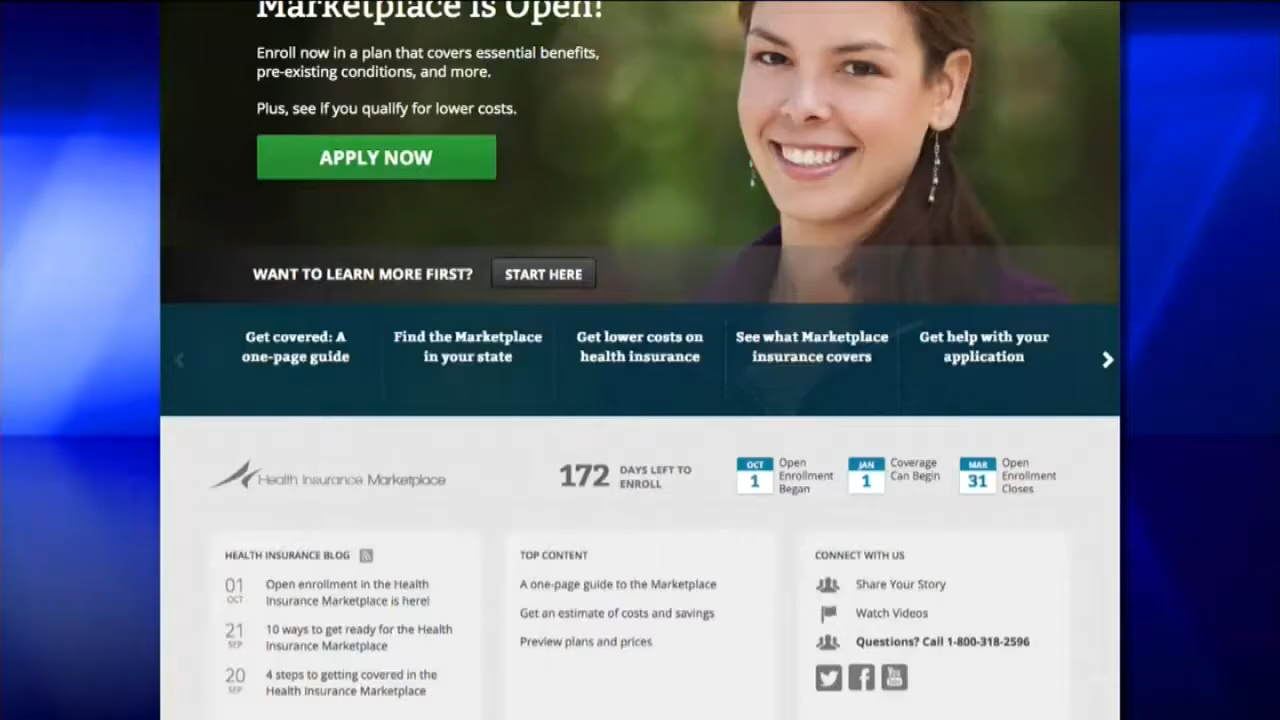 Marketplace is Open!
Enroll now in a plan that covers essential benefits,
pre-existing conditions, and more.
Plus, see if you qualify for lower costs.
APPLY NOW
WANT TO LEARN MORE FIRST?
START HERE
Get covered: A
one-page guide
Find the Marketplace
in your state
Get lower costs on
health insurance
See what Marketplace
insurance covers
Get help with your
application
Health Insurance Marketplace
172
DAYS LEFT TO
ENROLL
OCT
1
Open
Enrollment
Began
JAN
1
Coverage
Can Begin
MAR
31
Open
Enrollment
Closes
HEALTH INSURANCE BLOG
01
OCT
Open enrollment in the Health
Insurance Marketplace is here!
21
SEP
10 ways to get ready for the Health
Insurance Marketplace
20
SEP
4 steps to getting covered in the
Health Insurance Marketplace
TOP CONTENT
A one-page guide to the Marketplace
Get an estimate of costs and savings
Preview plans and prices
CONNECT WITH US
Share Your Story
Watch Videos
Questions? Call 1-800-318-2596
You
Tube